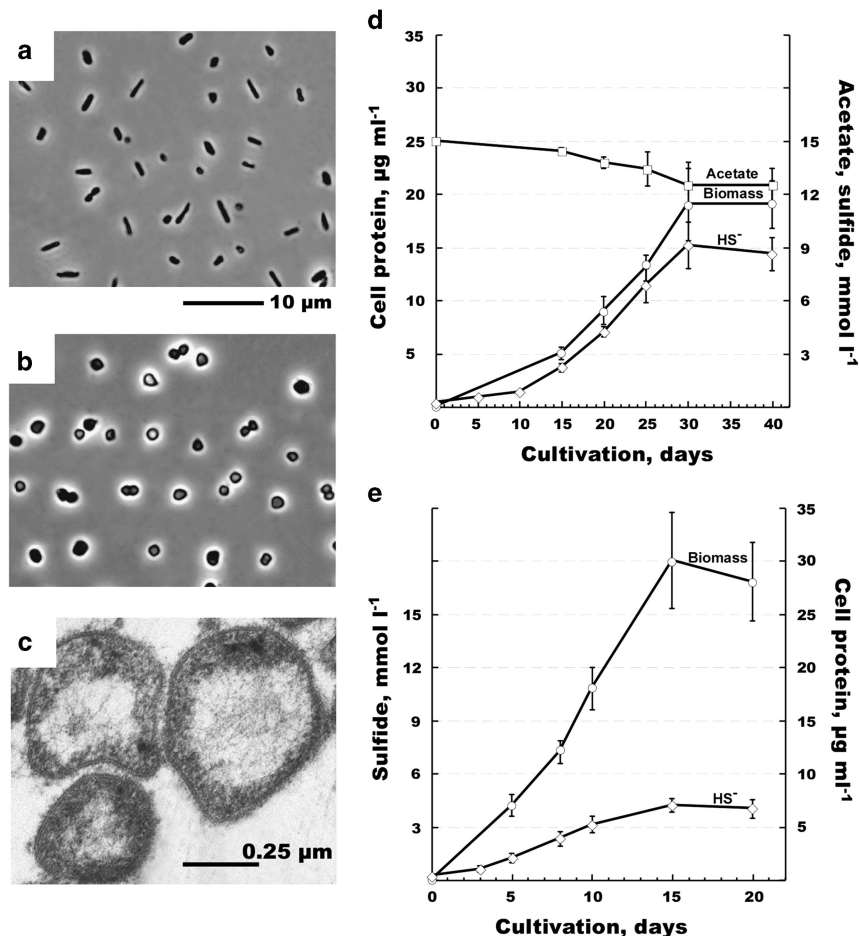 a
10 µm
b
c
0.25 µm
d
Cell protein, µg ml-1
35
30
25
20
15
10
5
Acetate
Biomass
HS-
15
12
9
6
3
Acetate, sulfide, mmol l-1
0 5 10 15 20 25 30 35 40
Cultivation, days
e
Sulfide, mmol l-1
15
12
9
6
3
Biomass
HS-
35
30
25
20
15
10
5
Cell protein, µg ml-1
0 5 10 15 20
Cultivation, days